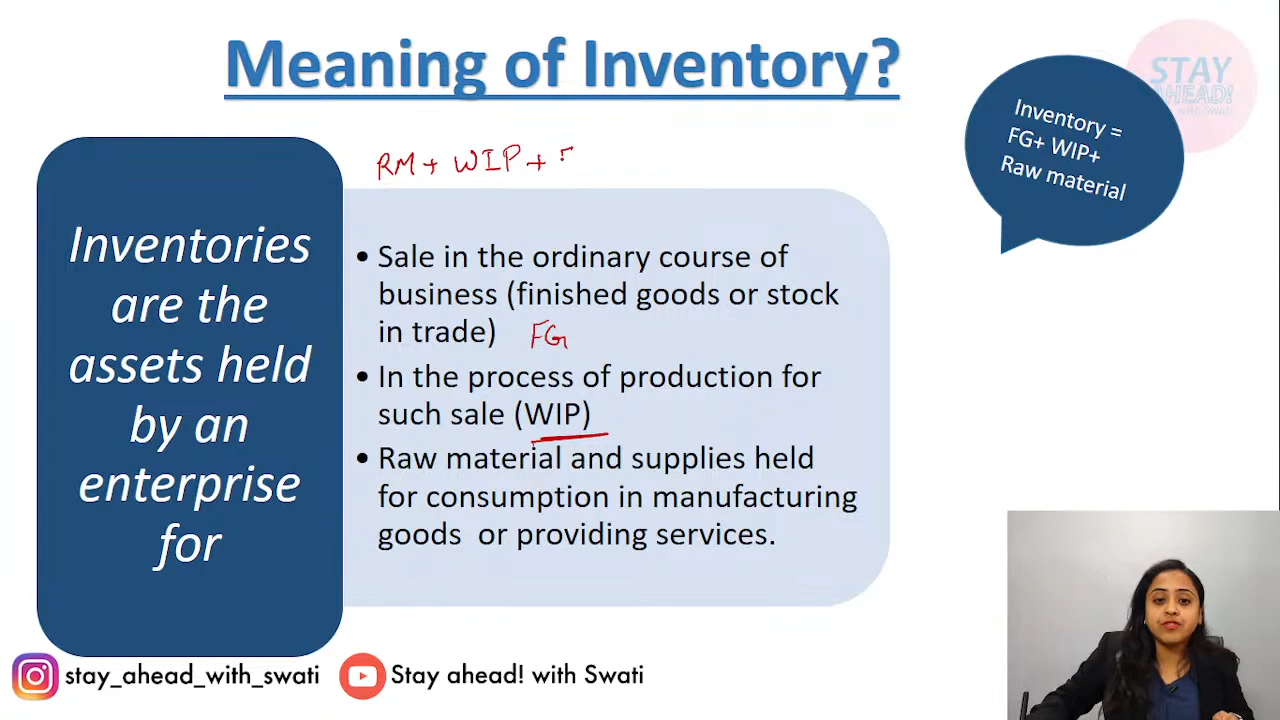 Meaning of Inventory?
STAY
AHEAD!
with Swati
Inventory =
FG+ WIP+
Raw material
RM + WIP +
Inventories
are the
assets held
by an
enterprise
for
• Sale in the ordinary course of
business (finished goods or stock
in trade) FG
• In the process of production for
such sale (WIP)
• Raw material and supplies held
for consumption in manufacturing
goods or providing services.
stay_ahead_with_swati
Stay ahead! with Swati